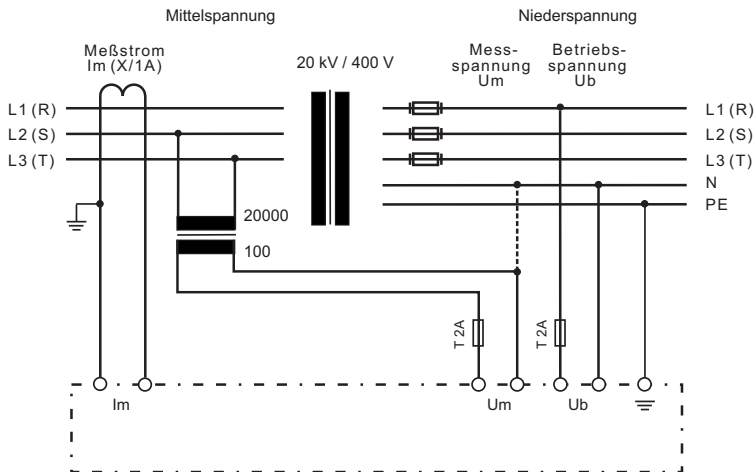 Mittelspannung
Niederspannung
Meßstrom
Im (X/1A)
20 kV / 400 V
Mess-
spannung
Um
Betriebs-
spannung
Ub
L1 (R)
L2 (S)
L3 (T)
L1 (R)
L2 (S)
L3 (T)
N
PE
20000
100
T 2A
T 2A
Im
Um
Ub